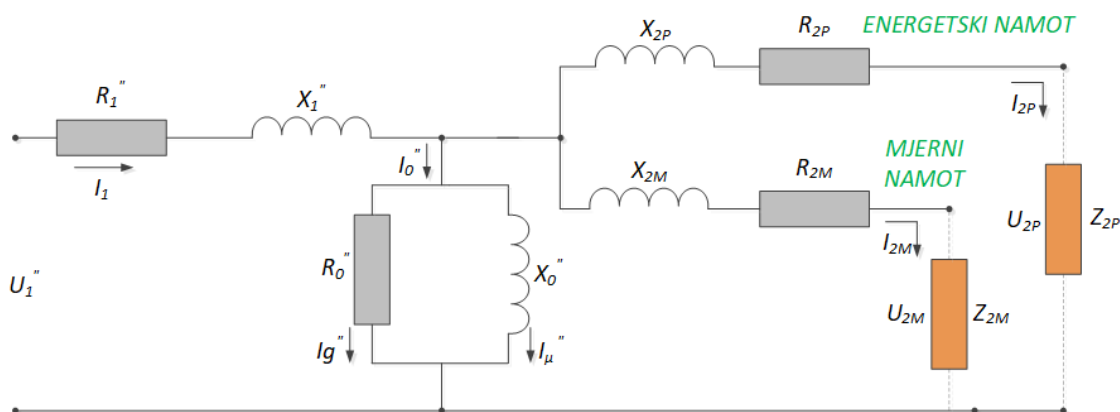 ENERGETSKI NAMOT
X2P
R2P
I2P
R1"
X1"
I1
I0"
MJERNI
NAMOT
X2M
R2M
I2M
U2P
Z2P
R0"
X0"
U1"
U2M
Z2M
Ig"
Iμ"